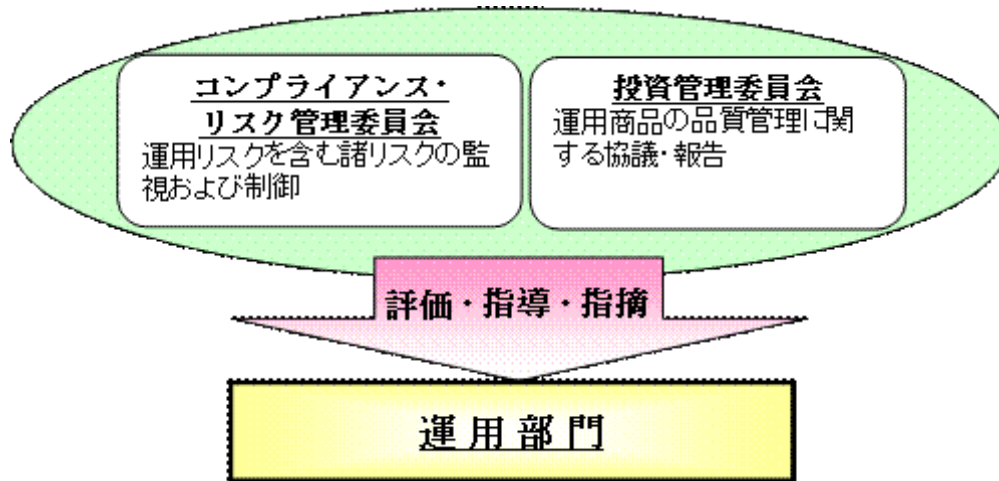 コンプライアンス・
リスク管理委員会
運用リスクを含む諸リスクの監
視および制御
投資管理委員会
運用商品の品質管理に関
する協議・報告
評価・指導・指摘
運用部門